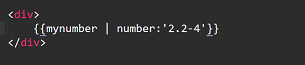 <div>
{{mynumber | number:'2.2-4'}}
</div>